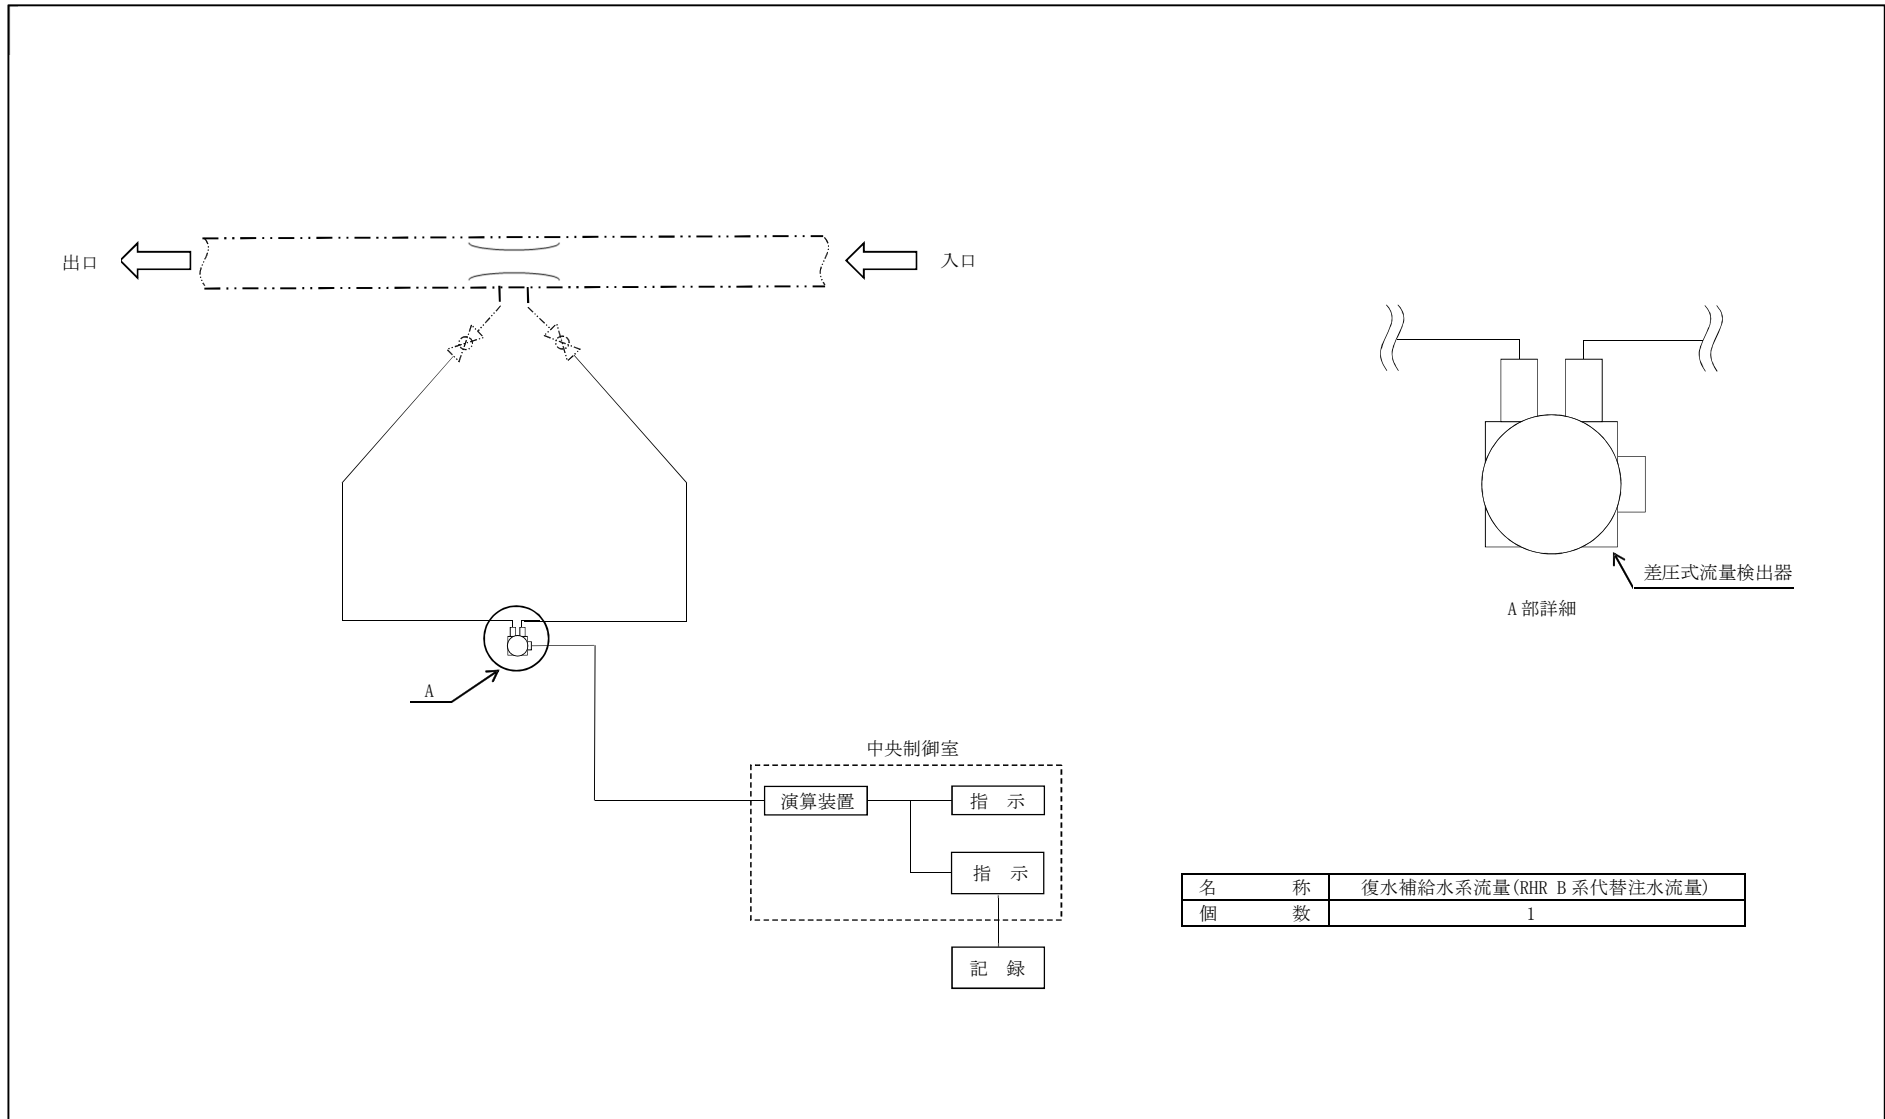 出口
入口
差圧式流量検出器
A 部詳細
A
中央制御室
演算装置
指 示
指 示
記 録
名 称 復水補給水系流量(RHR B 系代替注水流量)
個 数 1